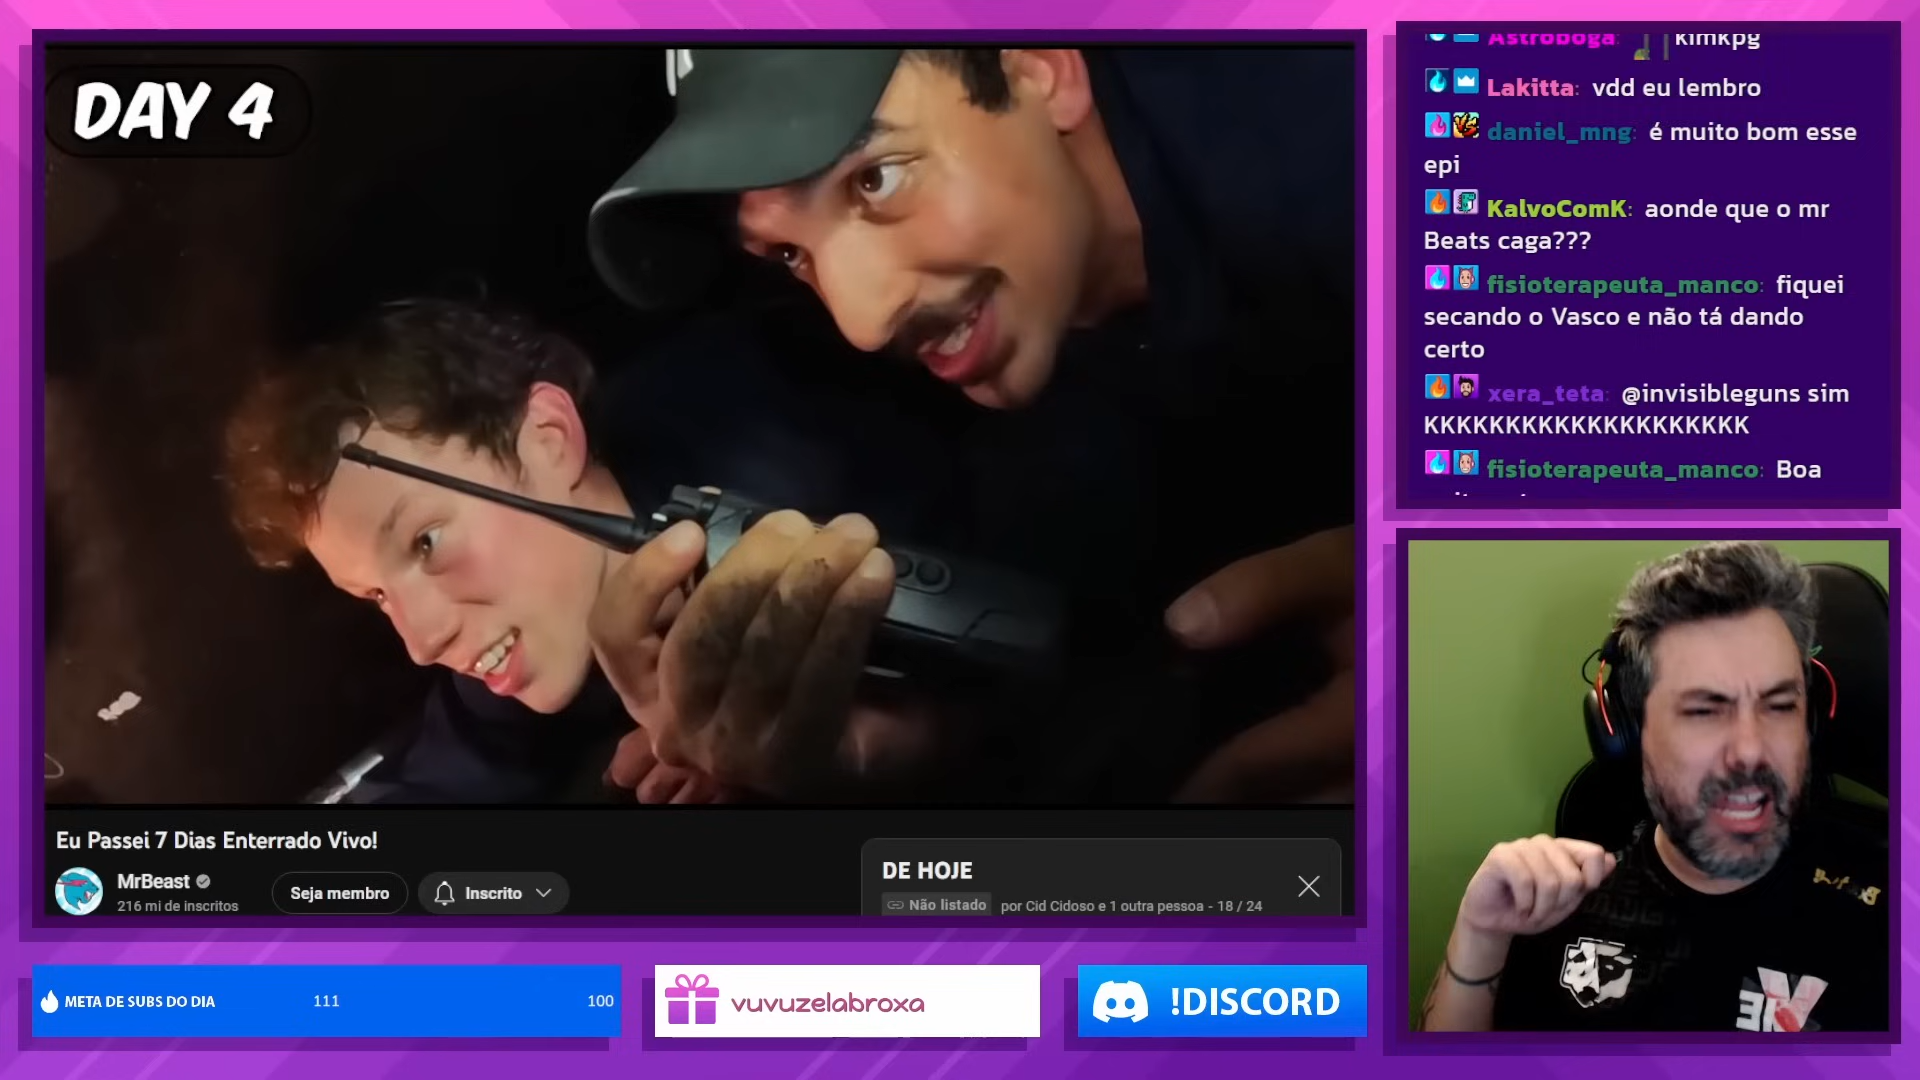 DAY 4
Eu Passei 7 Dias Enterrado Vivo!
MrBeast
216 mi de inscritos
Seja membro
Inscrito
DE HOJE
Não listado
por Cid Cidoso e 1 outra pessoa - 18 / 24
META DE SUBS DO DIA 111 100
vuvuzelabroxa
!DISCORD
Astroboga: kimkpg
Lakitta: vdd eu lembro
daniel_mng: é muito bom esse
epi
KalvoComK: aonde que o mr
Beats caga???
fisioterapeuta_manco: fiquei
secando o Vasco e não tá dando
certo
xera_teta: @invisibleguns sim
KKKKKKKKKKKKKKKKKKKK
fisioterapeuta_manco: Boa